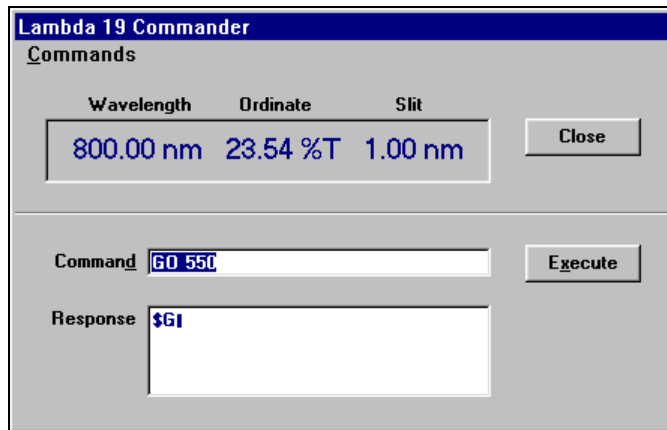 Lambda 19 Commander
Commands
Wavelength Ordinate Slit
800.00 nm 23.54 %T 1.00 nm
Close
Command GO 550 Execute
Response $G